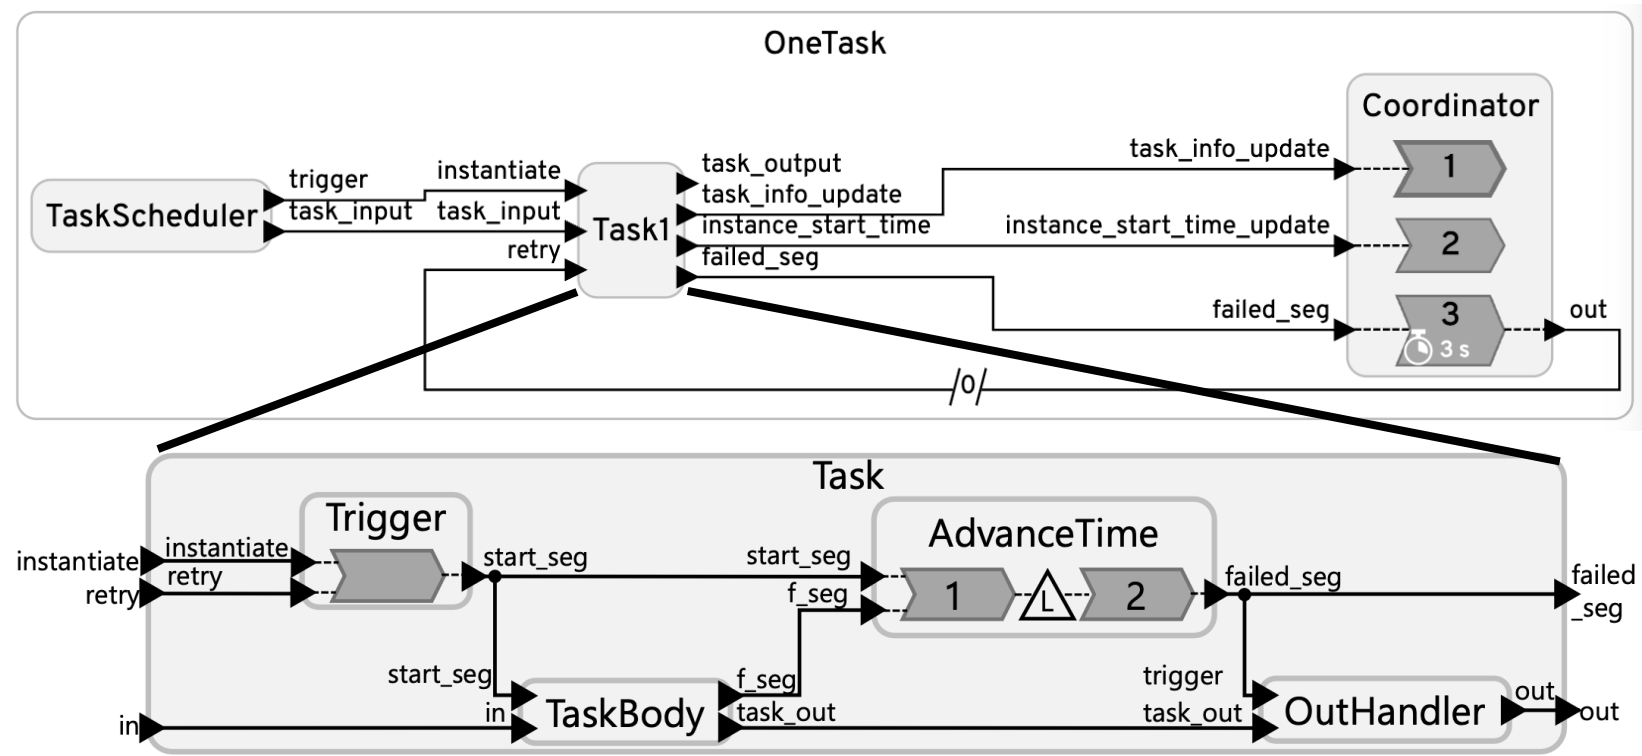 OneTask
Coordinator
TaskScheduler
trigger
task_input
instantiate
task_input
retry
Task1
task_output
task_info_update
instance_start_time
failed_seg
task_info_update
instance_start_time_update
failed_seg
1
2
3
3 s
out
/0/
Task
instantiate
retry
in
instantiate
retry
Trigger
start_seg
start_seg
in
TaskBody
f_seg
task_out
start_seg
f_seg
AdvanceTime
1
L
2
failed_seg
trigger
task_out
OutHandler
out
failed
_seg
out